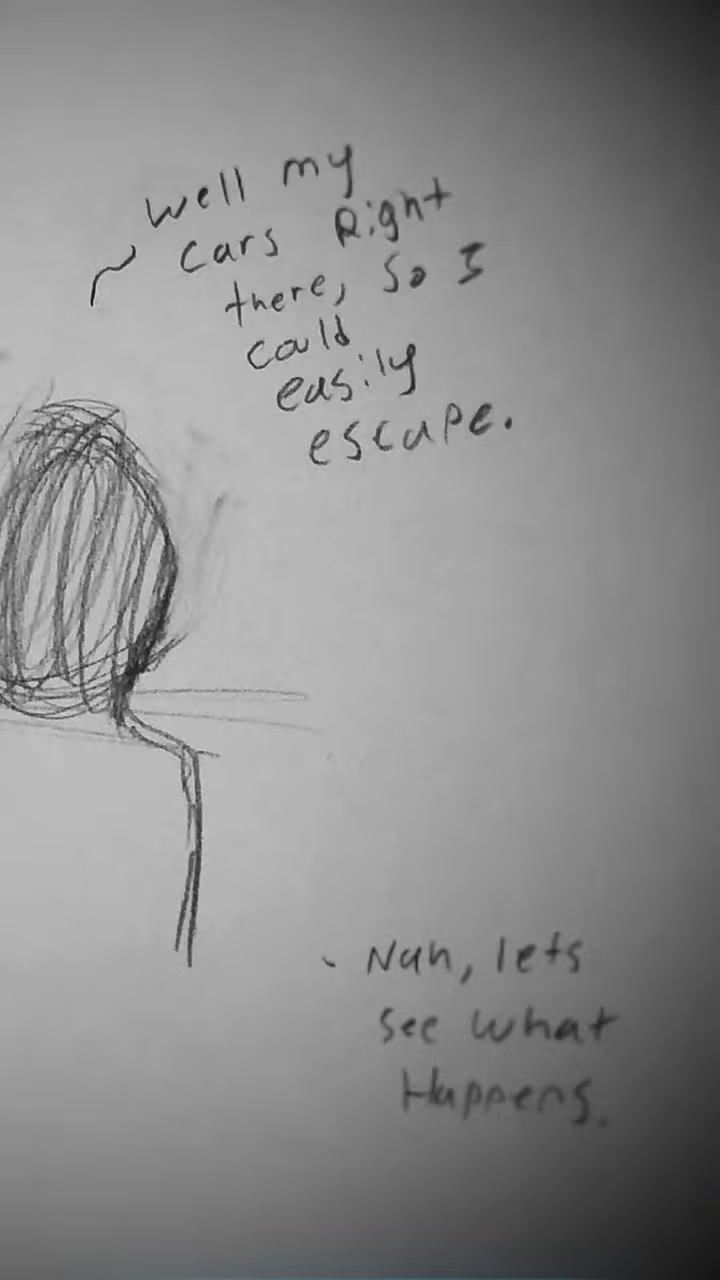 Well my
cars Right
there, so I
could
easily
escape.
Nah, lets
see what
Happens.